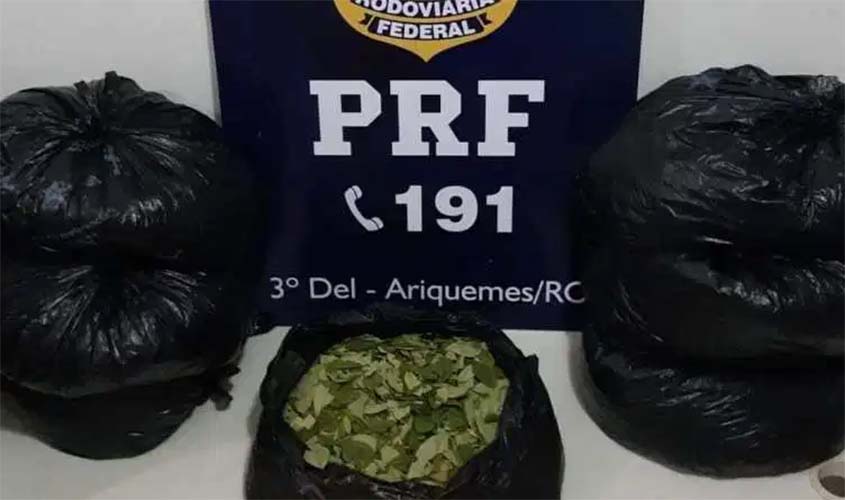 RODOVIÁRIA
FEDERAL
PRF
191
3º Del - Ariquemes/RO